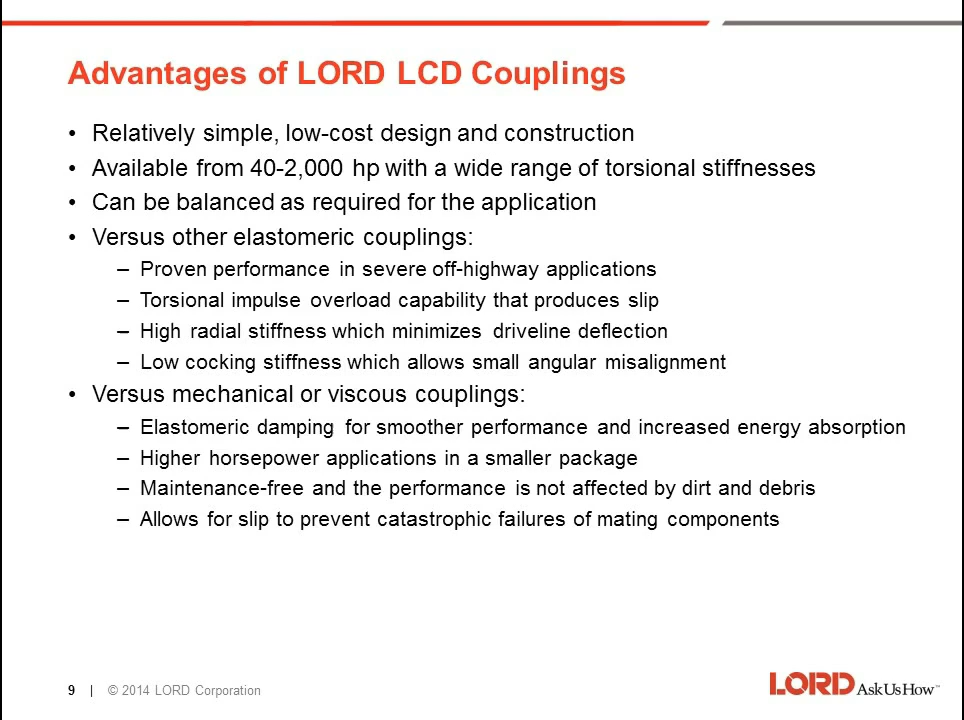 Advantages of LORD LCD Couplings
• Relatively simple, low-cost design and construction
• Available from 40-2,000 hp with a wide range of torsional stiffnesses
• Can be balanced as required for the application
• Versus other elastomeric couplings:
– Proven performance in severe off-highway applications
– Torsional impulse overload capability that produces slip
– High radial stiffness which minimizes driveline deflection
– Low cocking stiffness which allows small angular misalignment
• Versus mechanical or viscous couplings:
– Elastomeric damping for smoother performance and increased energy absorption
– Higher horsepower applications in a smaller package
– Maintenance-free and the performance is not affected by dirt and debris
– Allows for slip to prevent catastrophic failures of mating components
9 | © 2014 LORD Corporation
LORD AskUsHow™